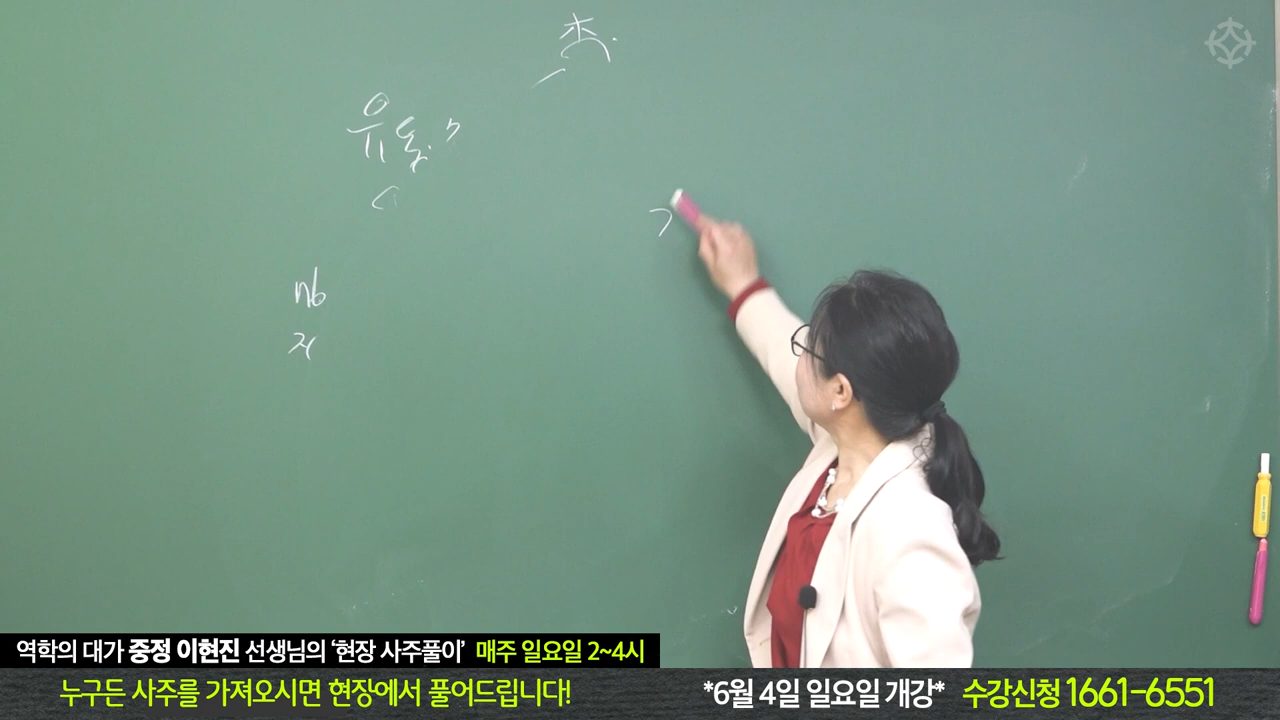 유통
nb
역학의 대가 중정 이현진 선생님의 ‘현장 사주풀이’ 매주 일요일 2~4시
누구든 사주를 가져오시면 현장에서 풀어드립니다! *6월 4일 일요일 개강* 수강신청 1661-6551